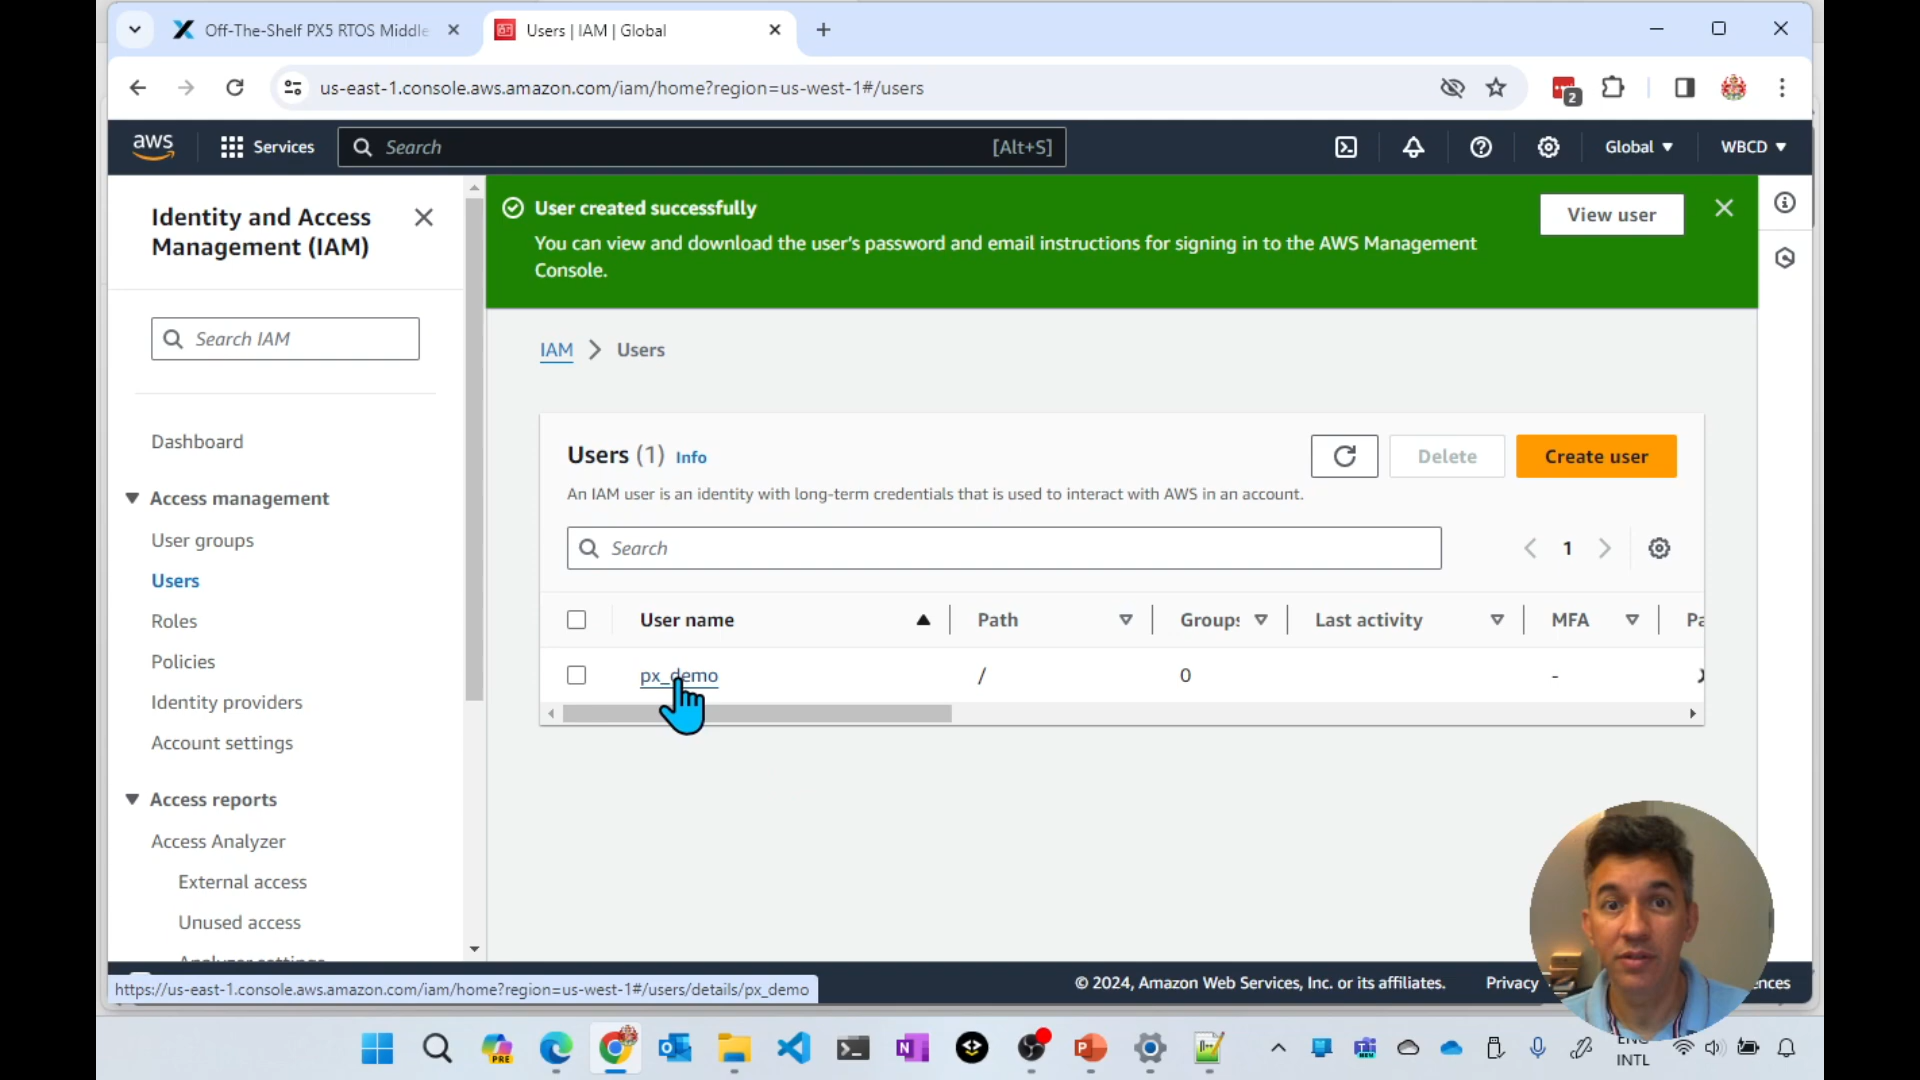 Off-The-Shelf PX5 RTOS Middle
Users | IAM | Global
us-east-1.console.aws.amazon.com/iam/home?region=us-west-1#/users
2
aws
Services
Search
[Alt+S]
Global
WBCD
Identity and Access
Management (IAM)
Search IAM
Dashboard
Access management
User groups
Users
Roles
Policies
Identity providers
Account settings
Access reports
Access Analyzer
External access
Unused access
Analyzer settings
User created successfully
You can view and download the user's password and email instructions for signing in to the AWS Management
Console.
View user
IAM
Users
Users (1) Info
Delete
Create user
An IAM user is an identity with long-term credentials that is used to interact with AWS in an account.
Search
1
User name
Path
Groups
Last activity
MFA
Pa
px_demo
/
0
-
https://us-east-1.console.aws.amazon.com/iam/home?region=us-west-1#/users/details/px_demo
© 2024, Amazon Web Services, Inc. or its affiliates.
Privacy
ences
PRE
ENG
INTL